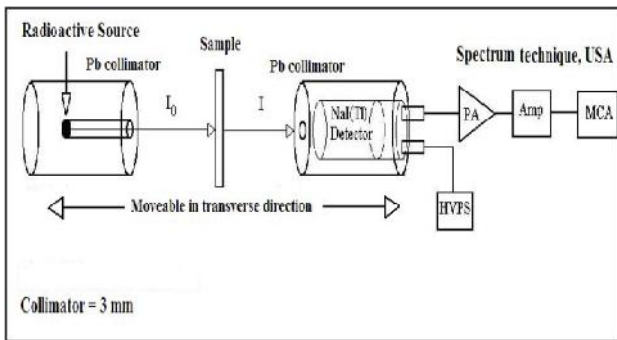 Radioactive Source
Sample
Pb collimator
Pb collimator
Spectrum technique, USA
I0
I
NaI(Tl)/
Detector
PA
Amp
MCA
HVPS
Moveable in transverse direction
Collimator = 3 mm